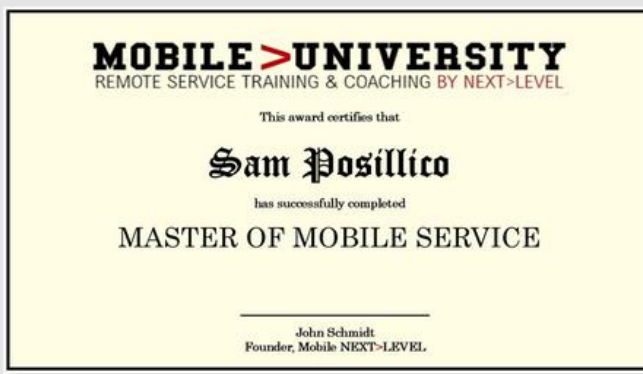 MOBILE>UNIVERSITY
REMOTE SERVICE TRAINING & COACHING BY NEXT>LEVEL
This award certifies that
Sam Posillico
has successfully completed
MASTER OF MOBILE SERVICE
John Schmidt
Founder, Mobile NEXT>LEVEL